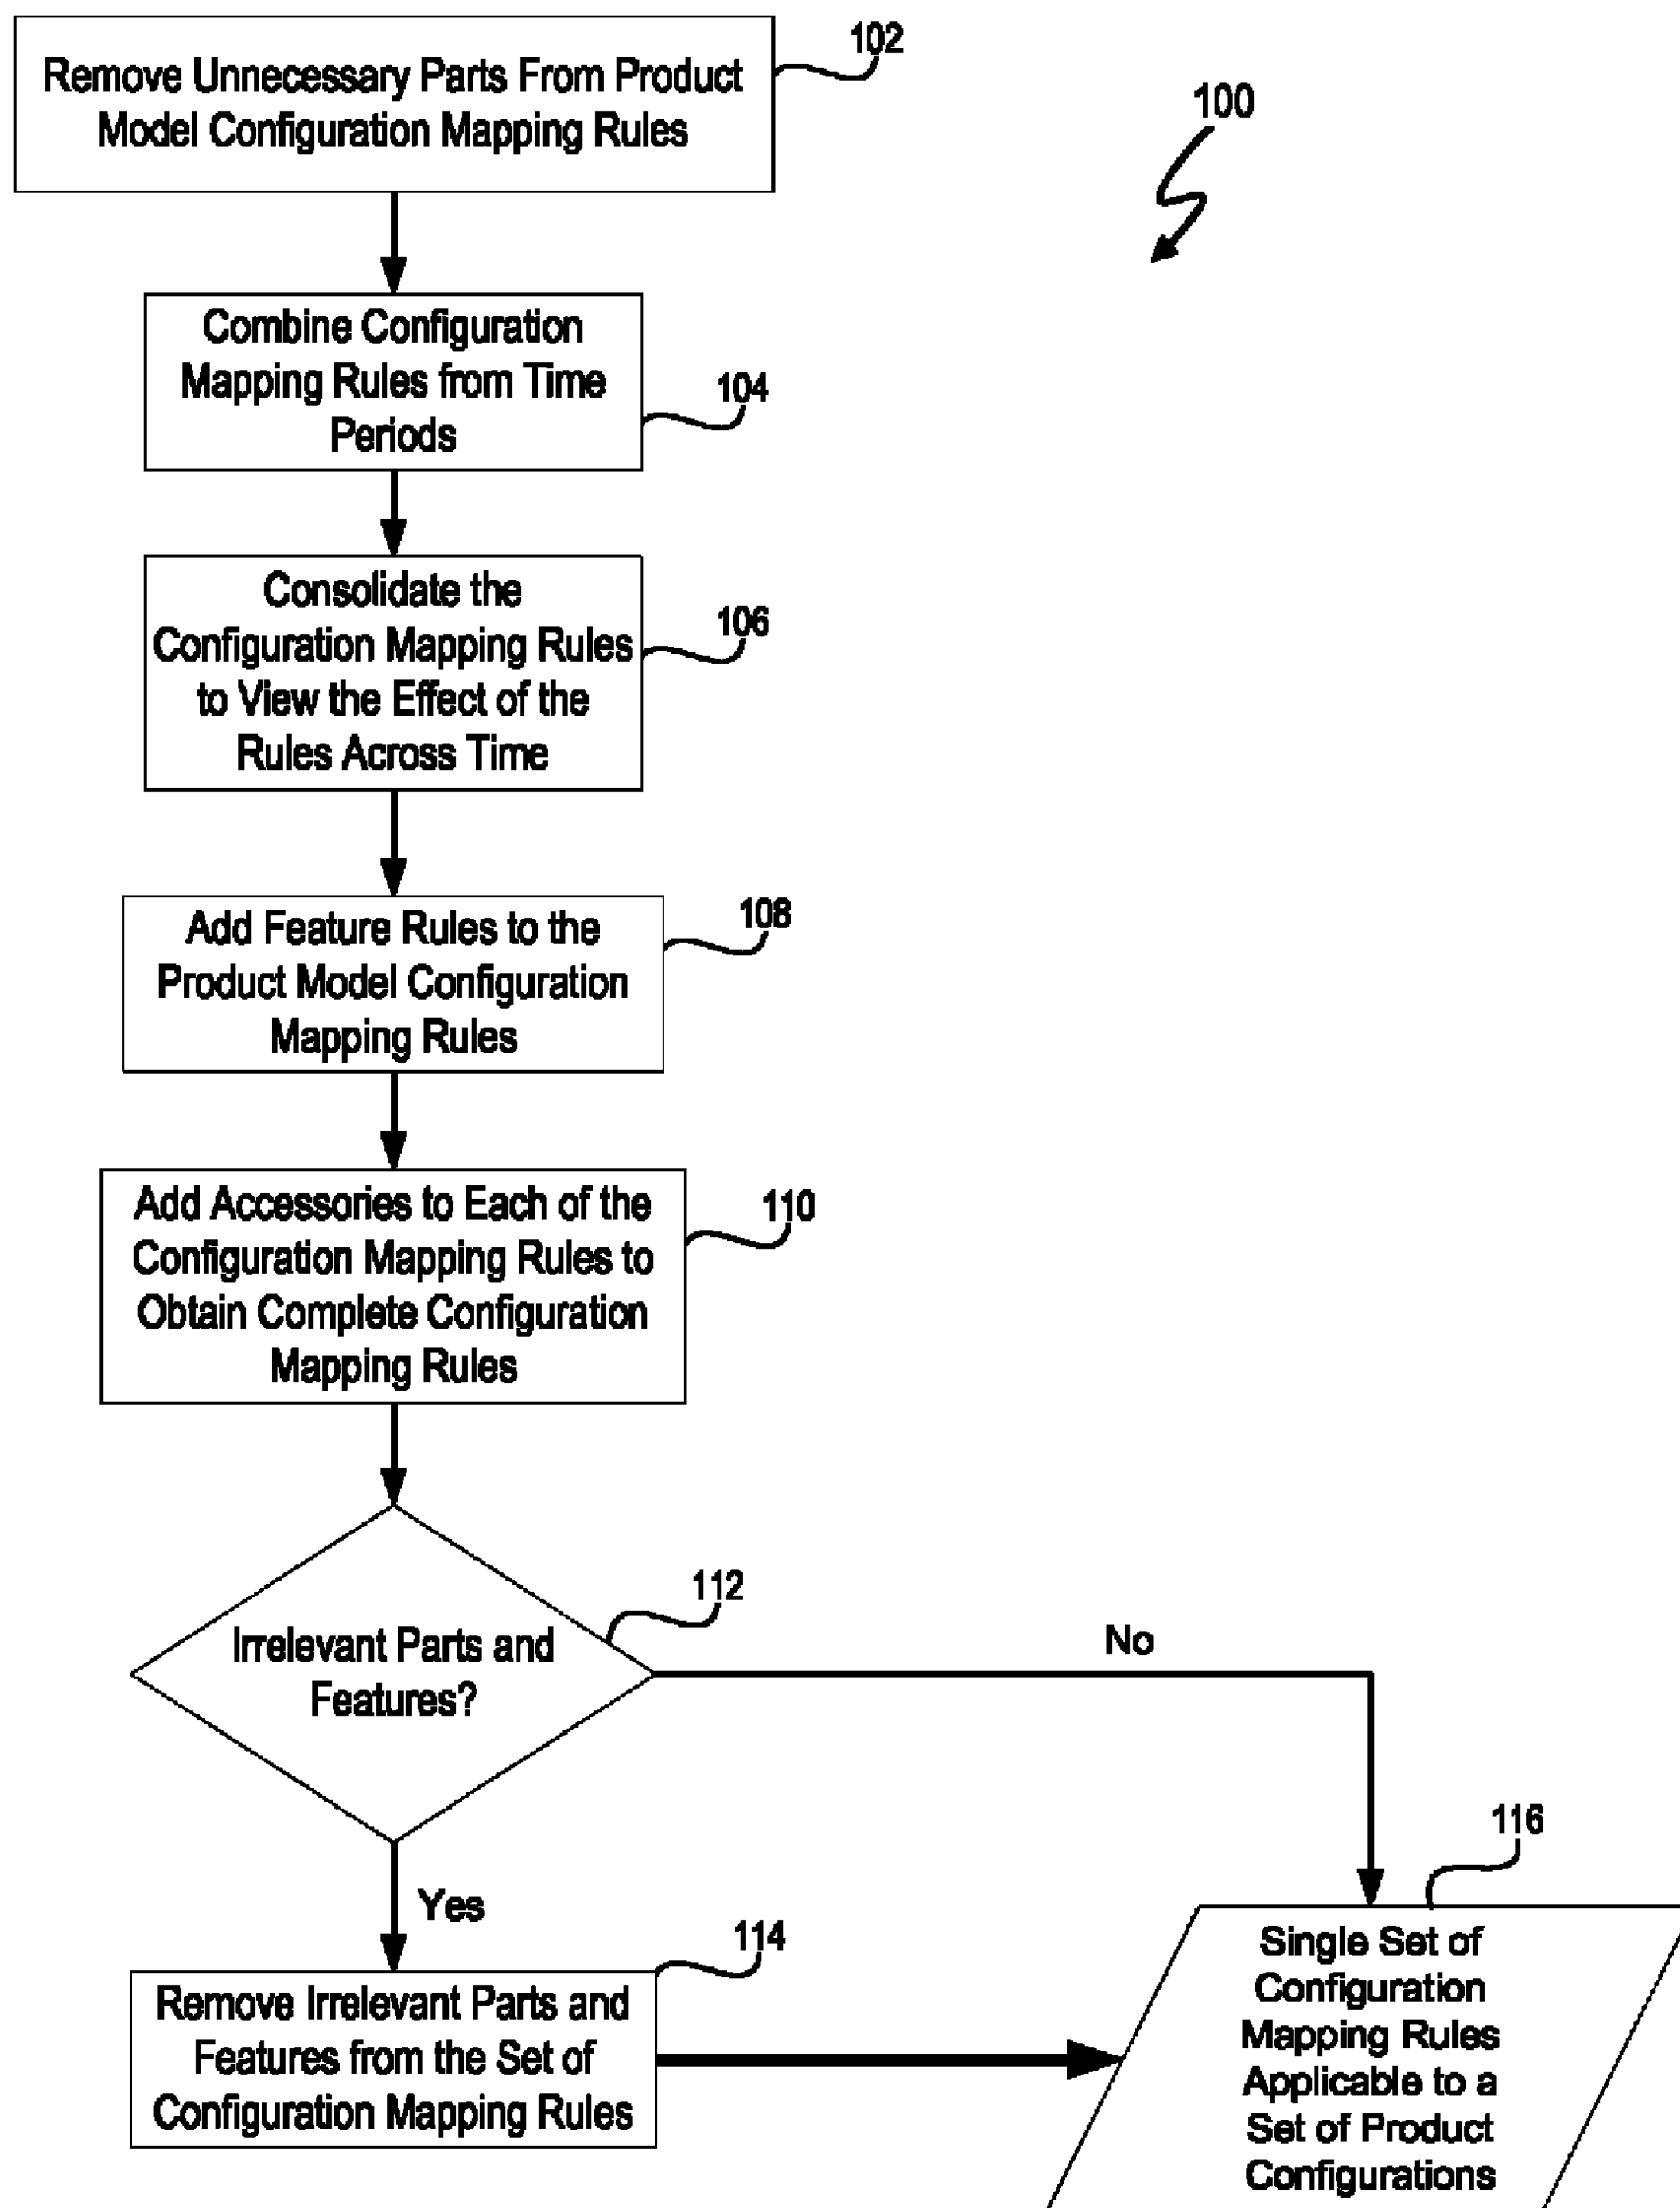 102
Remove Unnecessary Parts From Product
Model Configuration Mapping Rules
100
Combine Configuration
Mapping Rules from Time
Periods
104
Consolidate the
Configuration Mapping Rules
to View the Effect of the
Rules Across Time
106
Add Feature Rules to the
Product Model Configuration
Mapping Rules
108
Add Accessories to Each of the
Configuration Mapping Rules to
Obtain Complete Configuration
Mapping Rules
110
112
Irrelevant Parts and
Features?
No
Yes
114
Remove Irrelevant Parts and
Features from the Set of
Configuration Mapping Rules
116
Single Set of
Configuration
Mapping Rules
Applicable to a
Set of Product
Configurations